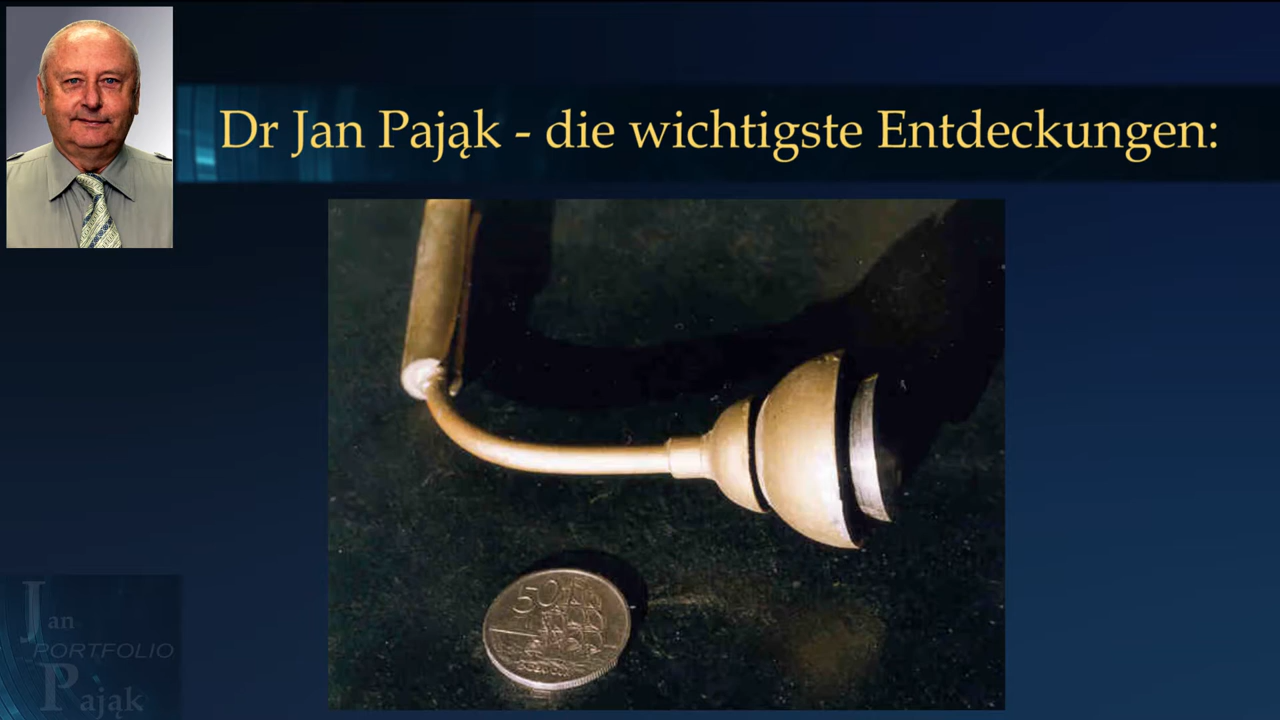 Dr Jan Pająk - die wichtigste Entdeckungen:
50
Jan
PORTFOLIO
Pająk